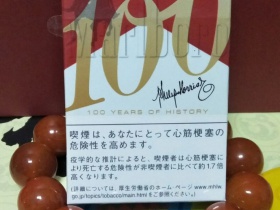 100
Philip Morris
100 YEARS OF HISTORY
喫煙は、あなたにとって心筋梗塞の
危険性を高めます。
疫学的な推計によると、喫煙者は心筋梗塞に
より死亡する危険性が非喫煙者に比べて約1.7倍
高くなります。
(詳細については、厚生労働省のホーム・ページ www.mhlw.
go.jp/topics/tobacco/main.html をご参照ください。)